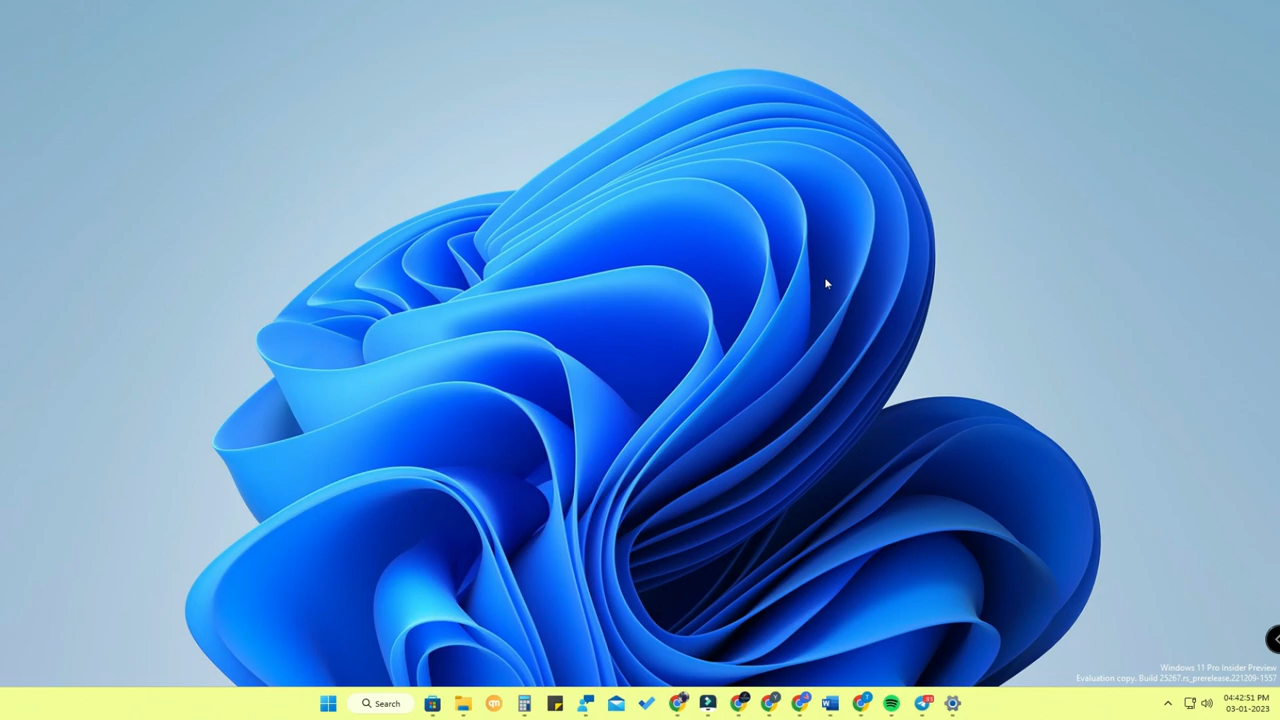 Windows 11 Pro Insider Preview
Evaluation copy. Build 25267.rs_prerelease.221209-1557
Search
04:42:51 PM
03-01-2023